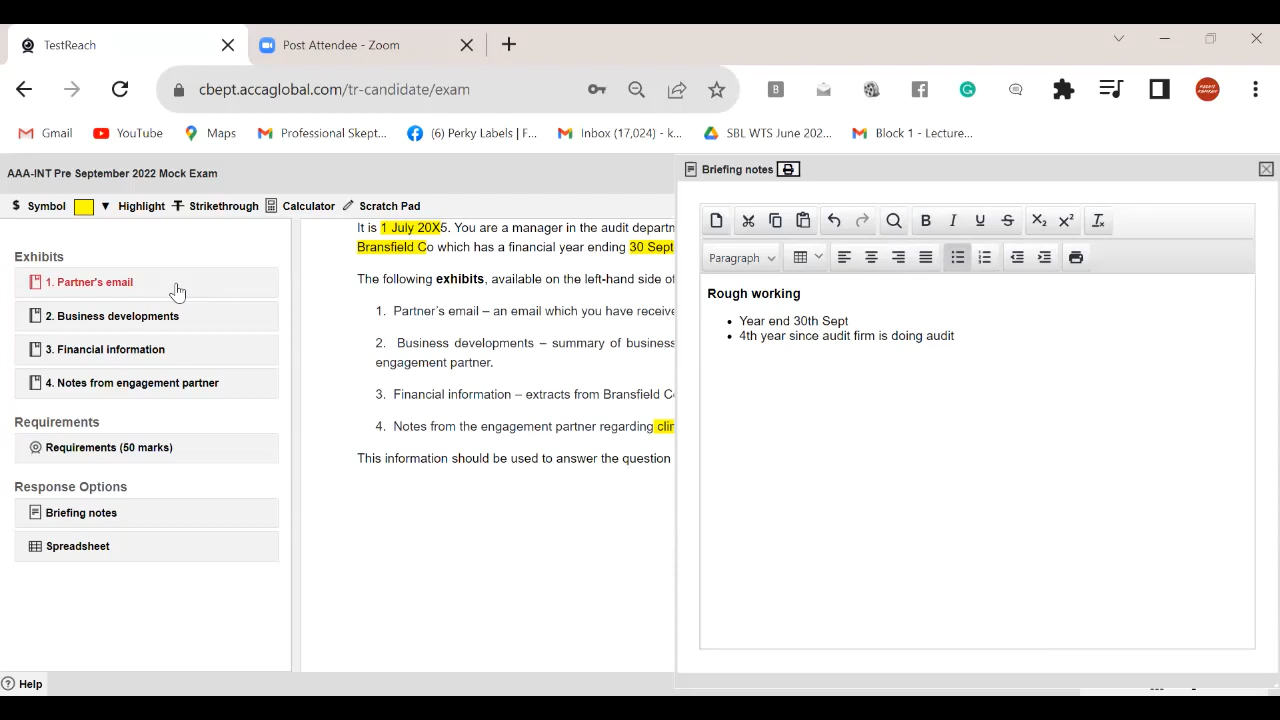 TestReach
Post Attendee - Zoom
cbept.accaglobal.com/tr-candidate/exam
Gmail
YouTube
Maps
Professional Skept...
(6) Perky Labels | F...
Inbox (17,024) - k...
SBL WTS June 202...
Block 1 - Lecture...
AAA-INT Pre September 2022 Mock Exam
$ Symbol
Highlight
Strikethrough
Calculator
Scratch Pad
Exhibits
1. Partner's email
2. Business developments
3. Financial information
4. Notes from engagement partner
Requirements
Requirements (50 marks)
Response Options
Briefing notes
Spreadsheet
Help
It is 1 July 20X5. You are a manager in the audit
Bransfield Co which has a financial year ending 30 Sept
The following exhibits, available on the left-hand side of
1. Partner's email – an email which you have
2. Business developments – summary of business
engagement partner.
3. Financial information – extracts from Bransfield
4. Notes from the engagement partner regarding
This information should be used to answer the question
Briefing notes
Paragraph
Rough working
• Year end 30th Sept
• 4th year since audit firm is doing audit